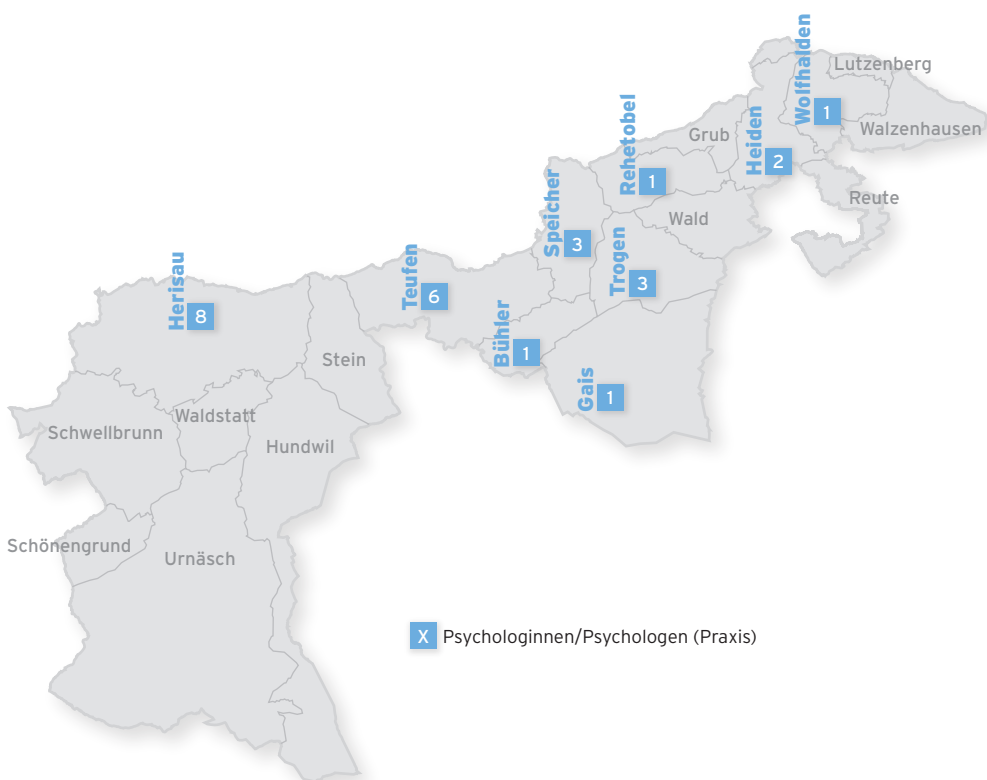 Wolfhalden
Lutzenberg
1
Walzenhausen
Rehetobel
Grub
Heiden
2
1
Reute
Speicher
Wald
3
Trogen
3
Teufen
6
Herisau
8
Bühler
1
Stein
Gais
1
Waldstatt
Schwellbrunn
Hundwil
Schönengrund
Urnäsch
X Psychologinnen/Psychologen (Praxis)